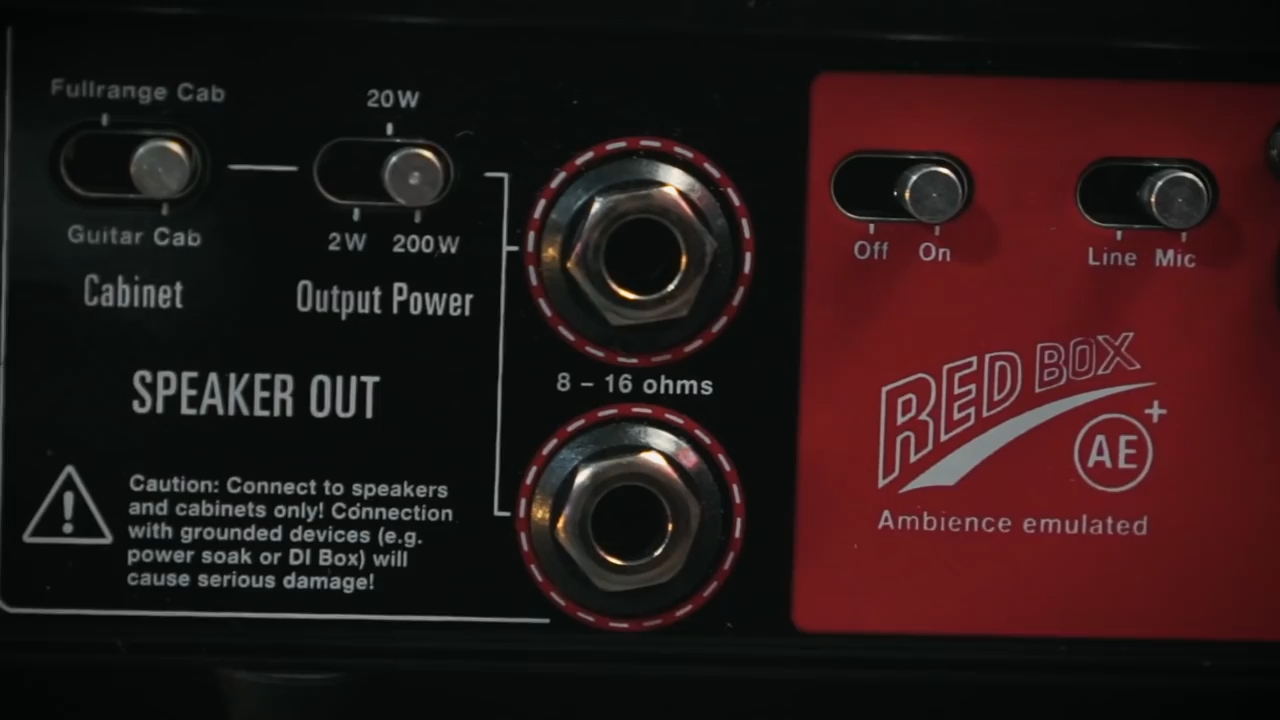 Fullrange Cab
Guitar Cab
Cabinet
20W
2W 200W
Output Power
SPEAKER OUT
Caution: Connect to speakers
and cabinets only! Connection
with grounded devices (e.g.
power soak or DI Box) will
cause serious damage!
8 – 16 ohms
Off On
Line Mic
RED BOX
AE+
Ambience emulated